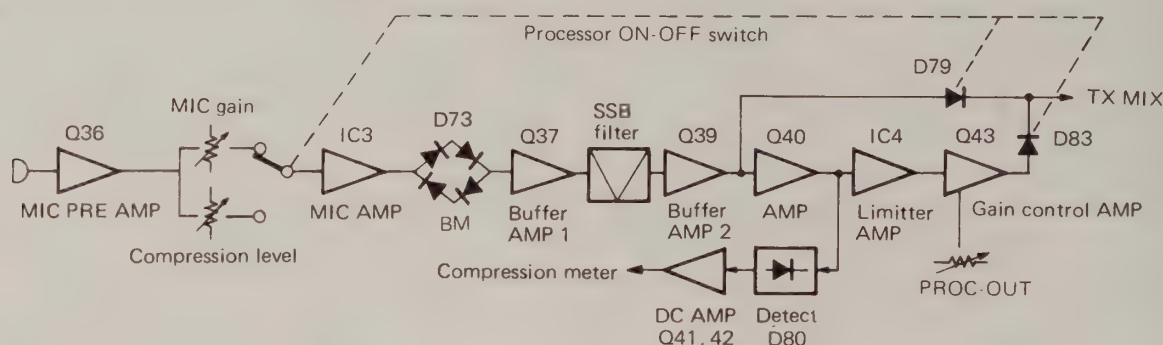 Processor ON-OFF switch
D79
TX MIX
MIC gain
Q36
IC3
D73
Q37
SSB
filter
Q39
Q40
IC4
Q43
D83
MIC PRE AMP
MIC AMP
BM
Buffer
AMP 1
Buffer
AMP 2
AMP
Limitter
AMP
Gain control AMP
Compression level
Compression meter
DC AMP
Q41, 42
Detect
D80
PROC-OUT